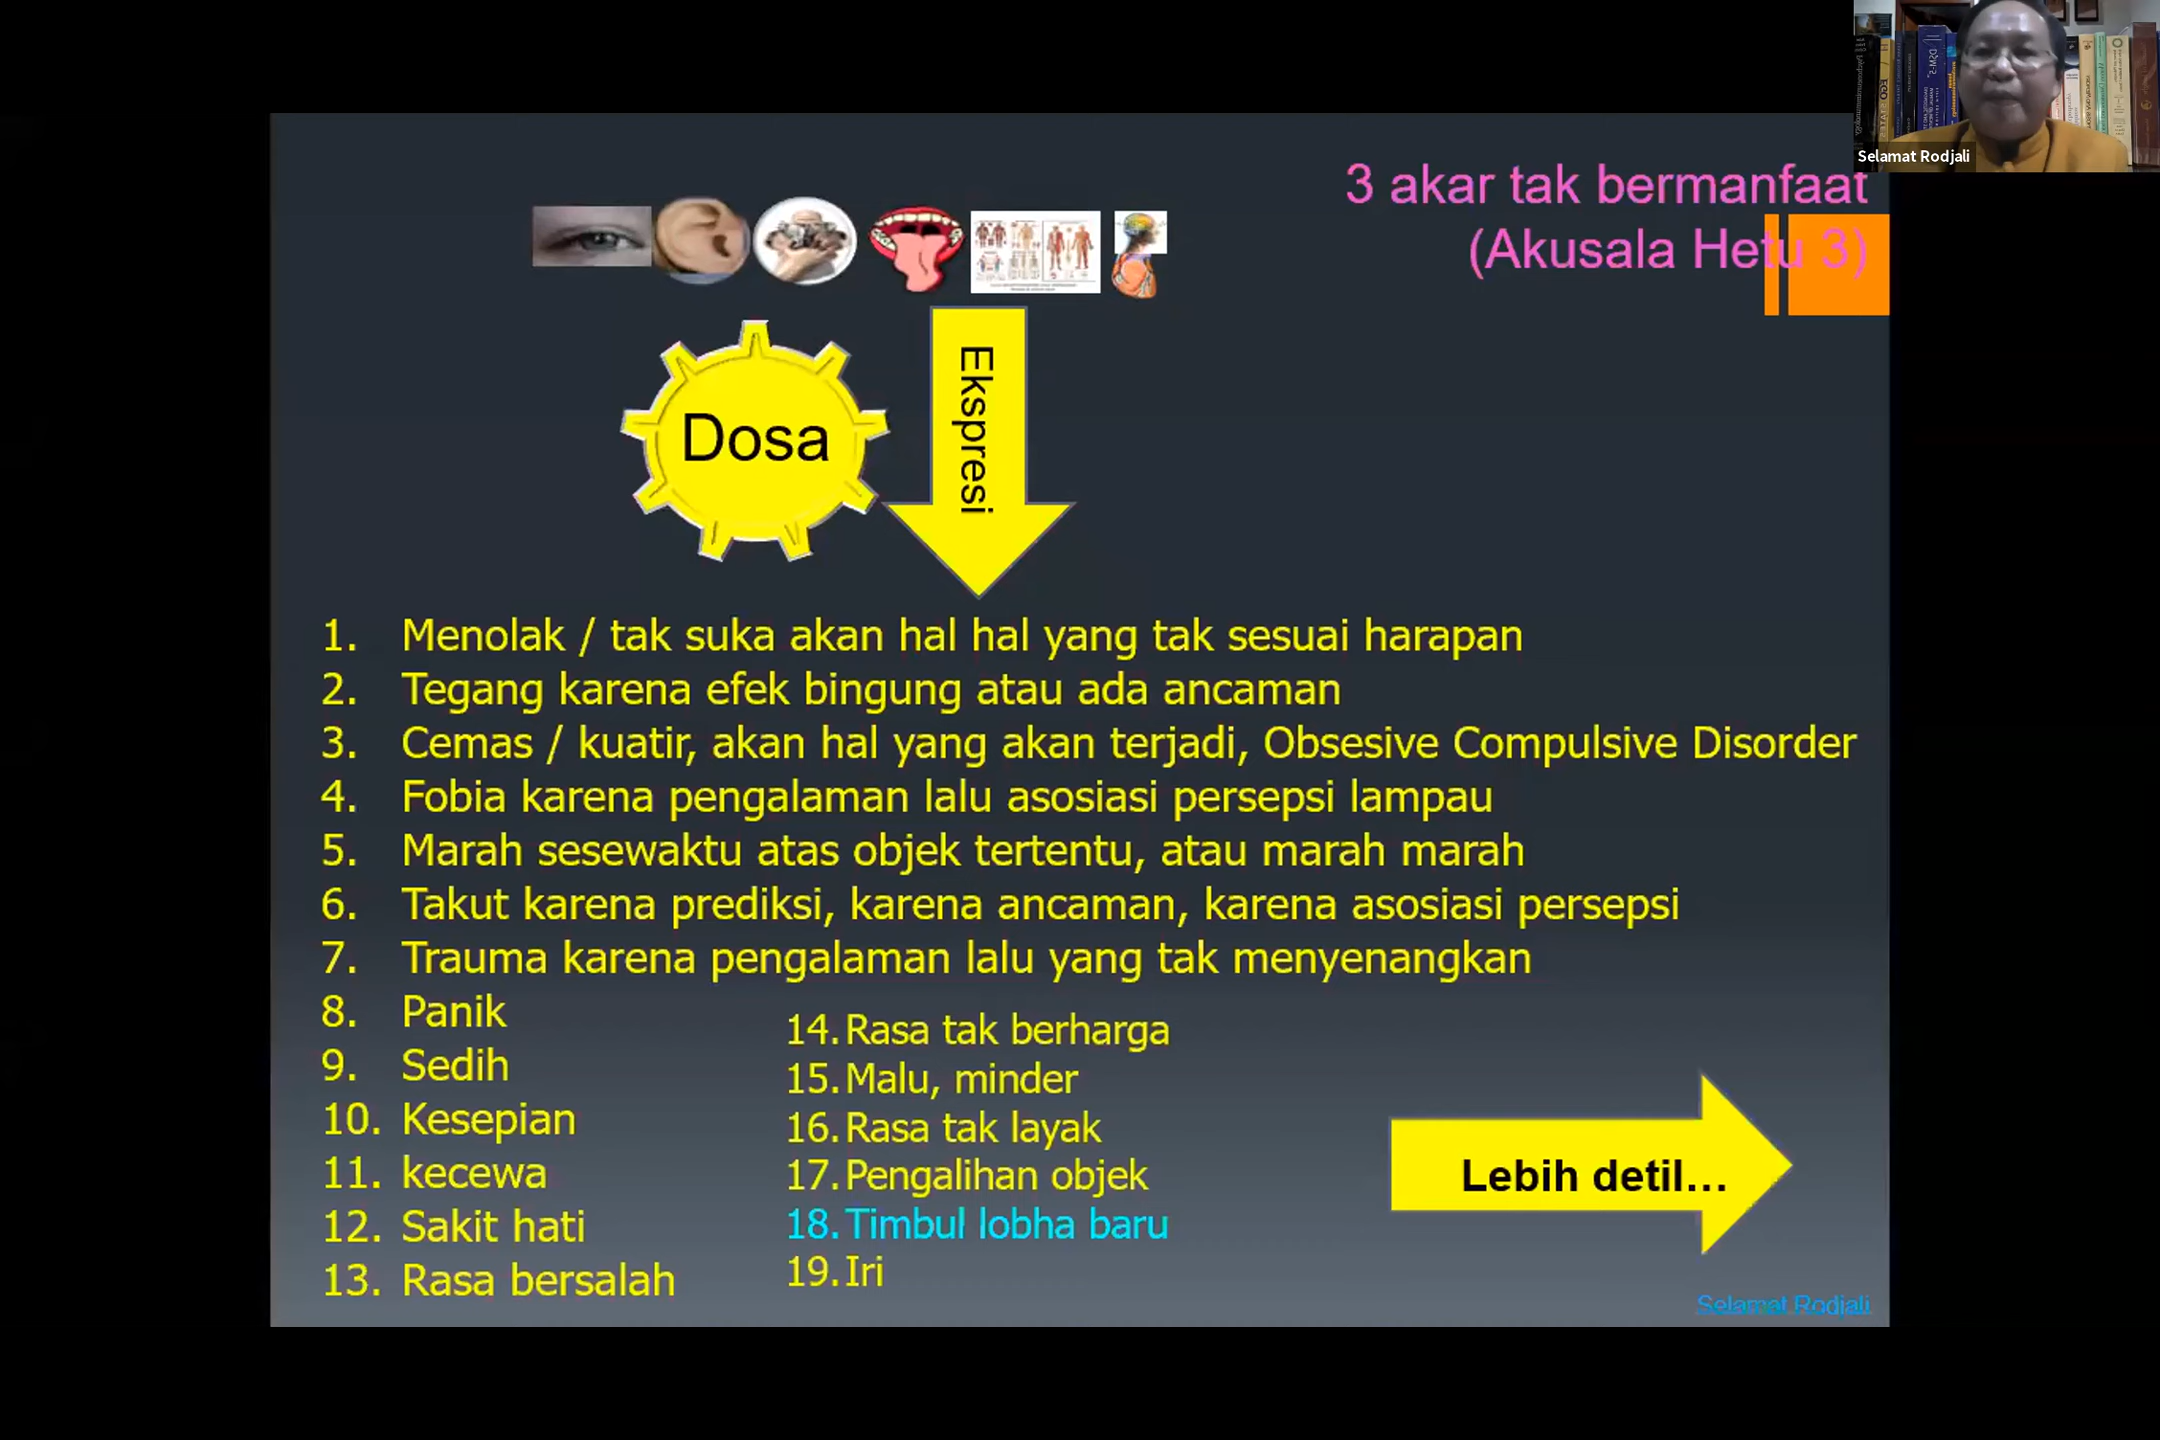 Selamat Rodjali
3 akar tak bermanfaat
(Akusala Hetu 3)
Dosa
Ekspresi
1. Menolak / tak suka akan hal hal yang tak sesuai harapan
2. Tegang karena efek bingung atau ada ancaman
3. Cemas / kuatir, akan hal yang akan terjadi, Obsesive Compulsive Disorder
4. Fobia karena pengalaman lalu asosiasi persepsi lampau
5. Marah sesewaktu atas objek tertentu, atau marah marah
6. Takut karena prediksi, karena ancaman, karena asosiasi persepsi
7. Trauma karena pengalaman lalu yang tak menyenangkan
8. Panik
9. Sedih
10. Kesepian
11. kecewa
12. Sakit hati
13. Rasa bersalah
14. Rasa tak berharga
15. Malu, minder
16. Rasa tak layak
17. Pengalihan objek
18. Timbul lobha baru
19. Iri
Lebih detil...
Selamat Rodjali